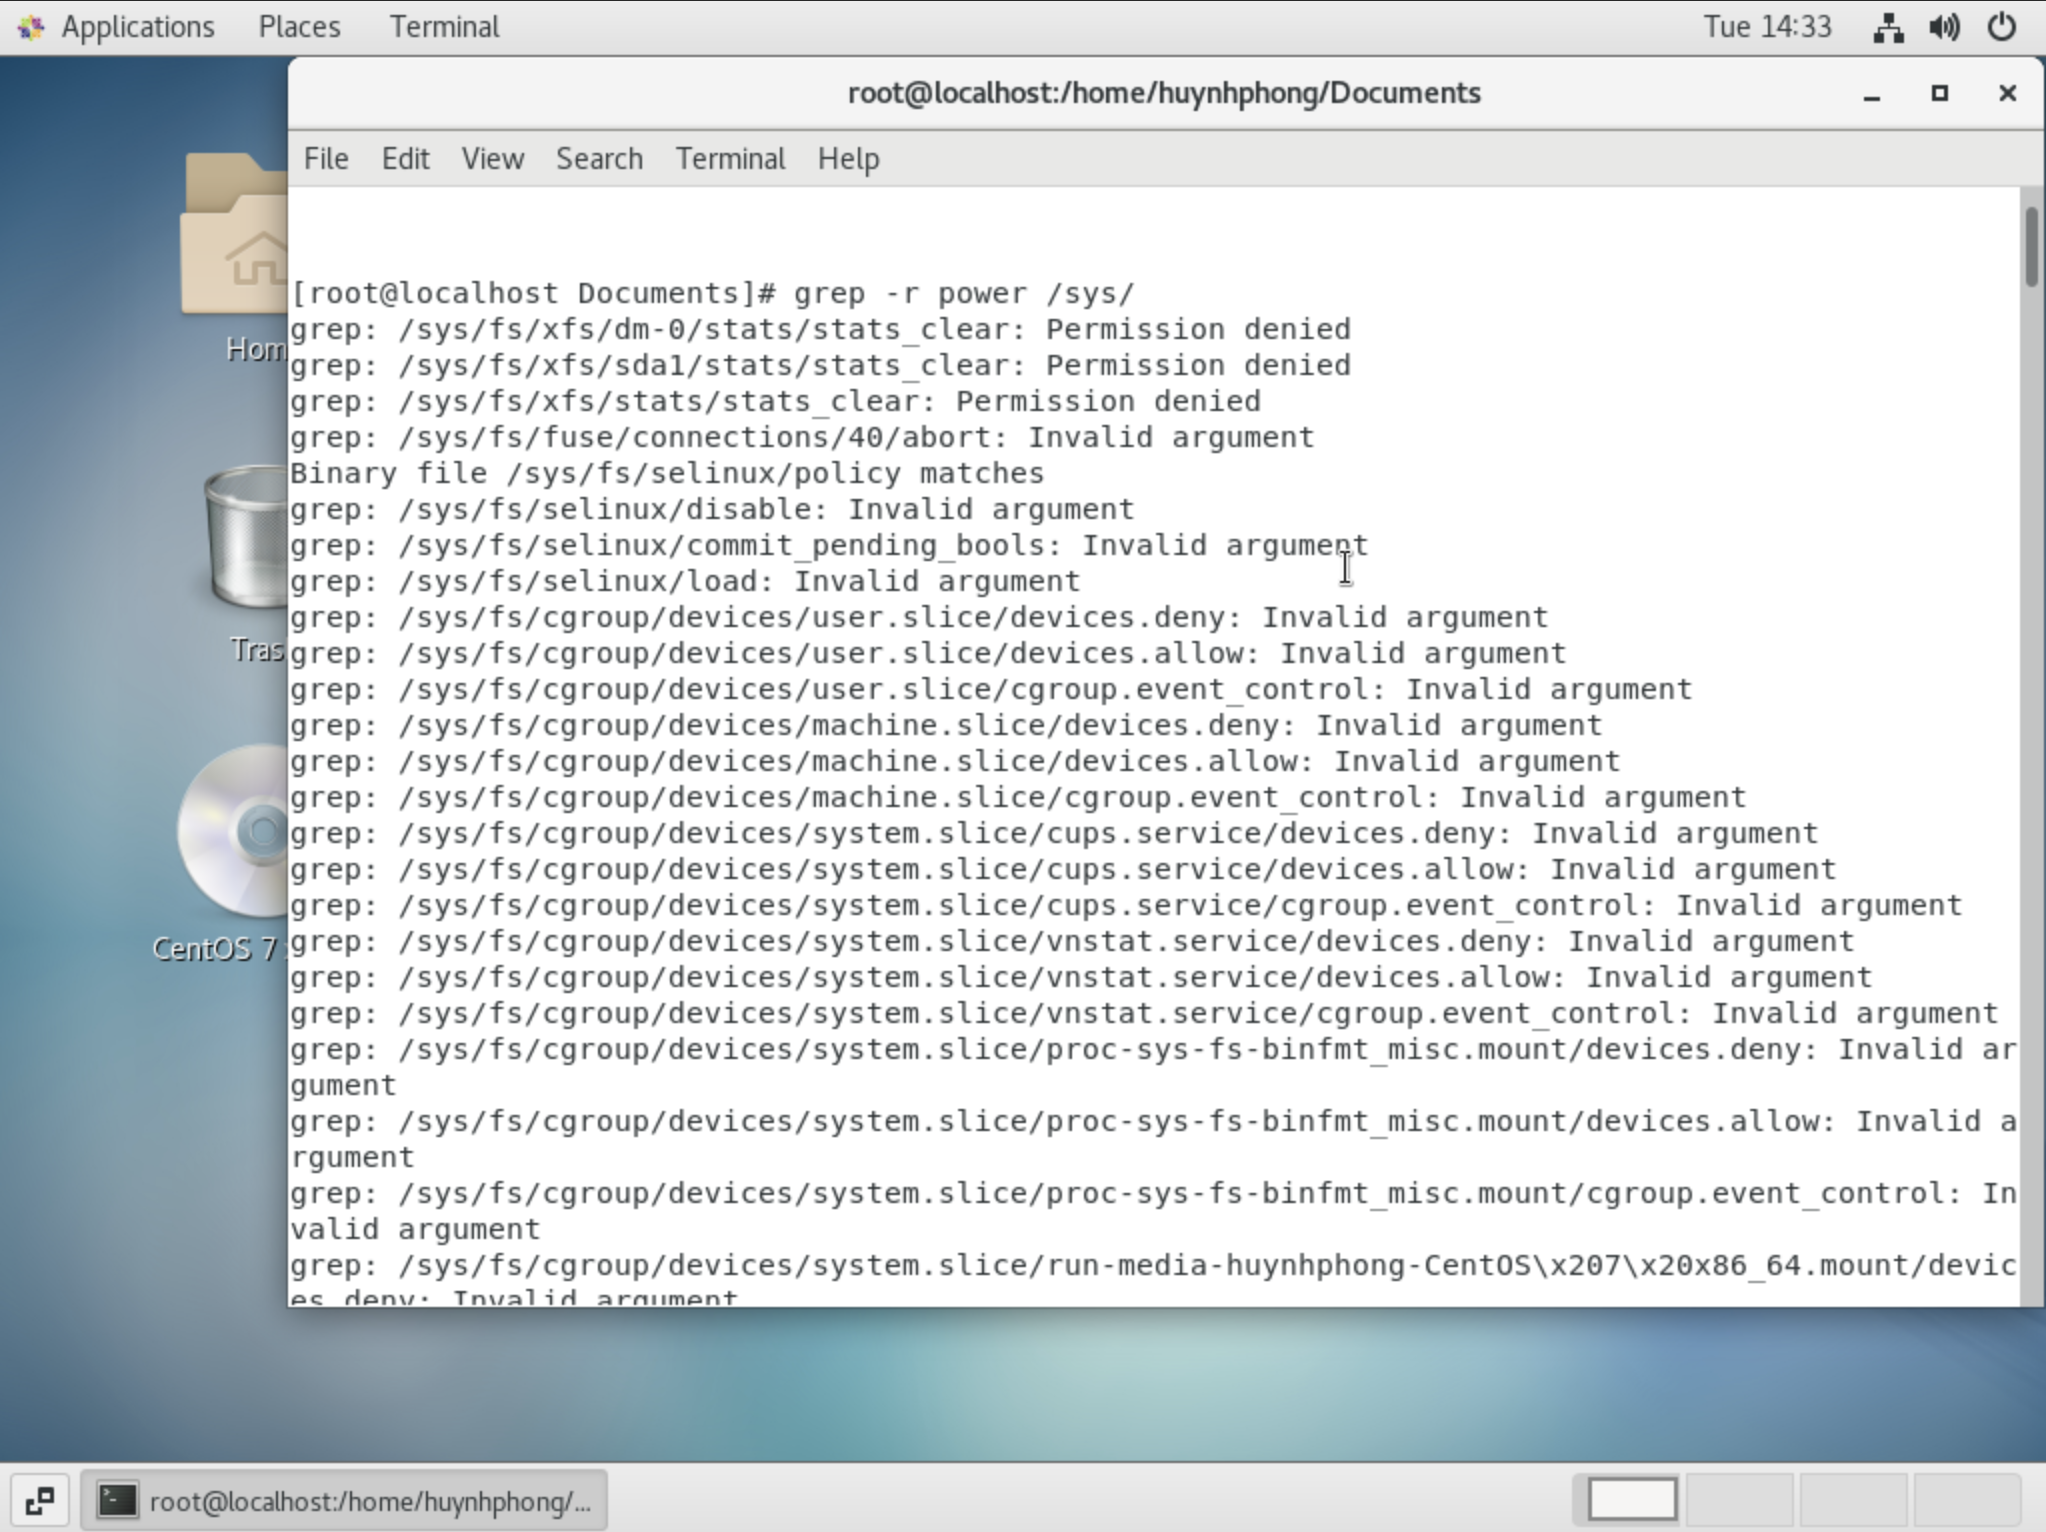 Applications Places Terminal Tue 14:33
root@localhost:/home/huynhphong/Documents
File Edit View Search Terminal Help
[root@localhost Documents]# grep -r power /sys/
grep: /sys/fs/xfs/dm-0/stats/stats_clear: Permission denied
grep: /sys/fs/xfs/sda1/stats/stats_clear: Permission denied
grep: /sys/fs/xfs/stats/stats_clear: Permission denied
grep: /sys/fs/fuse/connections/40/abort: Invalid argument
Binary file /sys/fs/selinux/policy matches
grep: /sys/fs/selinux/disable: Invalid argument
grep: /sys/fs/selinux/commit_pending_bools: Invalid argument
grep: /sys/fs/selinux/load: Invalid argument
grep: /sys/fs/cgroup/devices/user.slice/devices.deny: Invalid argument
grep: /sys/fs/cgroup/devices/user.slice/devices.allow: Invalid argument
grep: /sys/fs/cgroup/devices/user.slice/cgroup.event_control: Invalid argument
grep: /sys/fs/cgroup/devices/machine.slice/devices.deny: Invalid argument
grep: /sys/fs/cgroup/devices/machine.slice/devices.allow: Invalid argument
grep: /sys/fs/cgroup/devices/machine.slice/cgroup.event_control: Invalid argument
grep: /sys/fs/cgroup/devices/system.slice/cups.service/devices.deny: Invalid argument
grep: /sys/fs/cgroup/devices/system.slice/cups.service/devices.allow: Invalid argument
grep: /sys/fs/cgroup/devices/system.slice/cups.service/cgroup.event_control: Invalid argument
grep: /sys/fs/cgroup/devices/system.slice/vnstat.service/devices.deny: Invalid argument
grep: /sys/fs/cgroup/devices/system.slice/vnstat.service/devices.allow: Invalid argument
grep: /sys/fs/cgroup/devices/system.slice/vnstat.service/cgroup.event_control: Invalid argument
grep: /sys/fs/cgroup/devices/system.slice/proc-sys-fs-binfmt_misc.mount/devices.deny: Invalid ar
gument
grep: /sys/fs/cgroup/devices/system.slice/proc-sys-fs-binfmt_misc.mount/devices.allow: Invalid a
rgument
grep: /sys/fs/cgroup/devices/system.slice/proc-sys-fs-binfmt_misc.mount/cgroup.event_control: In
valid argument
grep: /sys/fs/cgroup/devices/system.slice/run-media-huynhphong-CentOS\x207\x20x86_64.mount/devic
es.deny: Invalid argument
Hom
Tras
CentOS 7
root@localhost:/home/huynhphong/...